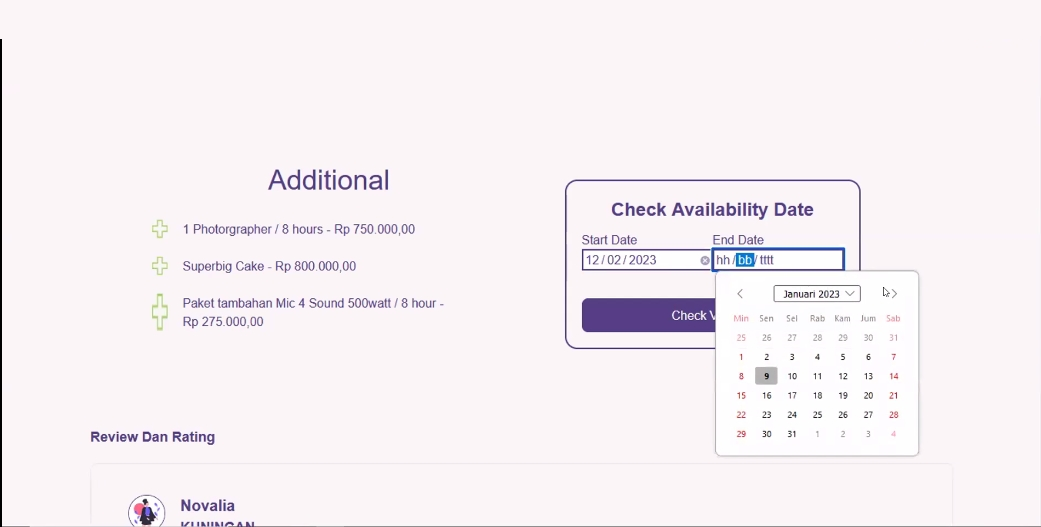 Additional
1 Photorgrapher / 8 hours - Rp 750.000,00
Superbig Cake - Rp 800.000,00
Paket tambahan Mic 4 Sound 500watt / 8 hour -
Rp 275.000,00
Check Availability Date
Start Date End Date
12 / 02 / 2023 hh / bb / tttt
Check V
Januari 2023
Min Sen Sel Rab Kam Jum Sab
25 26 27 28 29 30 31
1 2 3 4 5 6 7
8 9 10 11 12 13 14
15 16 17 18 19 20 21
22 23 24 25 26 27 28
29 30 31 1 2 3 4
Review Dan Rating
Novalia
KUNINGAN